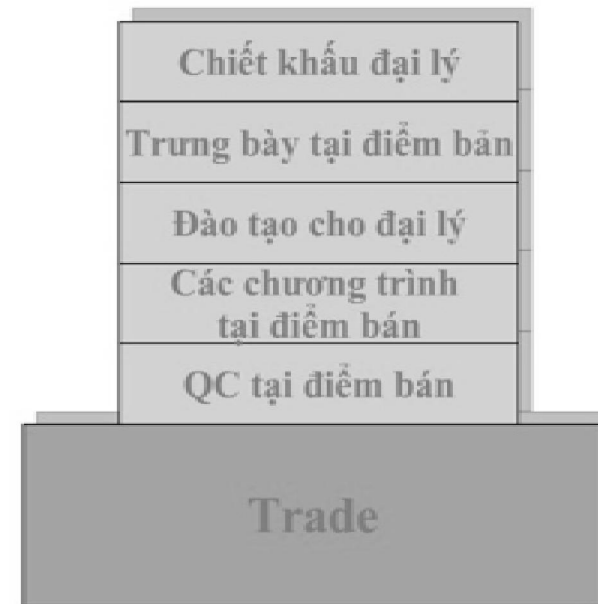 Chiết khấu đại lý
Trưng bày tại điểm bán
Đào tạo cho đại lý
Các chương trình
tại điểm bán
QC tại điểm bán
Trade